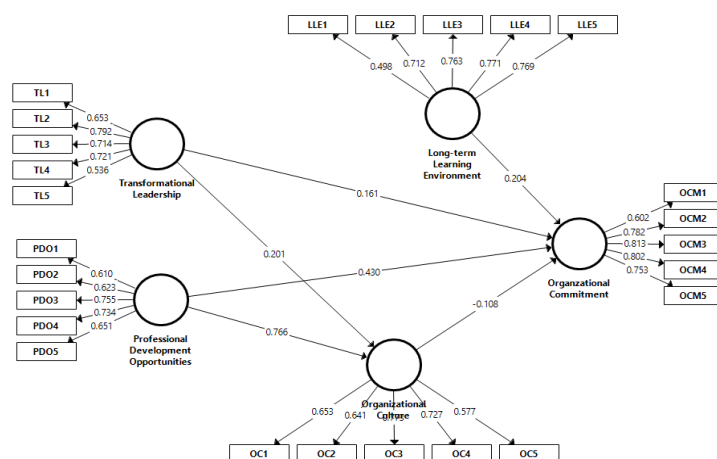 LLE1 LLE2 LLE3 LLE4 LLE5
0.498 0.712 0.763 0.771 0.769
Long-term
Learning
Environment
TL1
TL2
TL3
TL4
TL5
0.653
0.792
0.714
0.721
0.536
Transformational
Leadership
0.161
0.204
0.201
OCM1
OCM2
OCM3
OCM4
OCM5
0.602
0.782
0.813
0.802
0.753
Organzational
Commitment
PDO1
PDO2
PDO3
PDO4
PDO5
0.610
0.623
0.755
0.734
0.651
Professional
Development
Opportunities
0.430
0.766
-0.108
Organizational
0.653 0.641 0.727 0.577
OC1 OC2 OC3 OC4 OC5